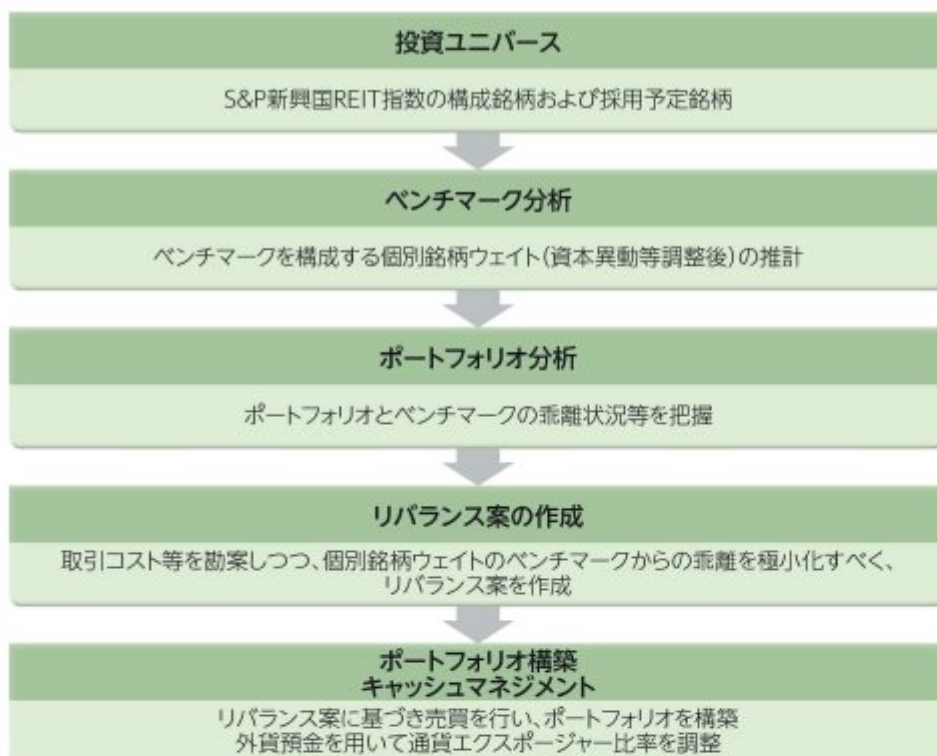 投資ユニバース
S&P新興国REIT指数の構成銘柄および採用予定銘柄
ベンチマーク分析
ベンチマークを構成する個別銘柄ウェイト(資本異動等調整後)の推計
ポートフォリオ分析
ポートフォリオとベンチマークの乖離状況等を把握
リバランス案の作成
取引コスト等を勘案しつつ、個別銘柄ウェイトのベンチマークからの乖離を極小化すべく、
リバランス案を作成
ポートフォリオ構築
キャッシュマネジメント
リバランス案に基づき売買を行い、ポートフォリオを構築
外貨預金を用いて通貨エクスポージャー比率を調整